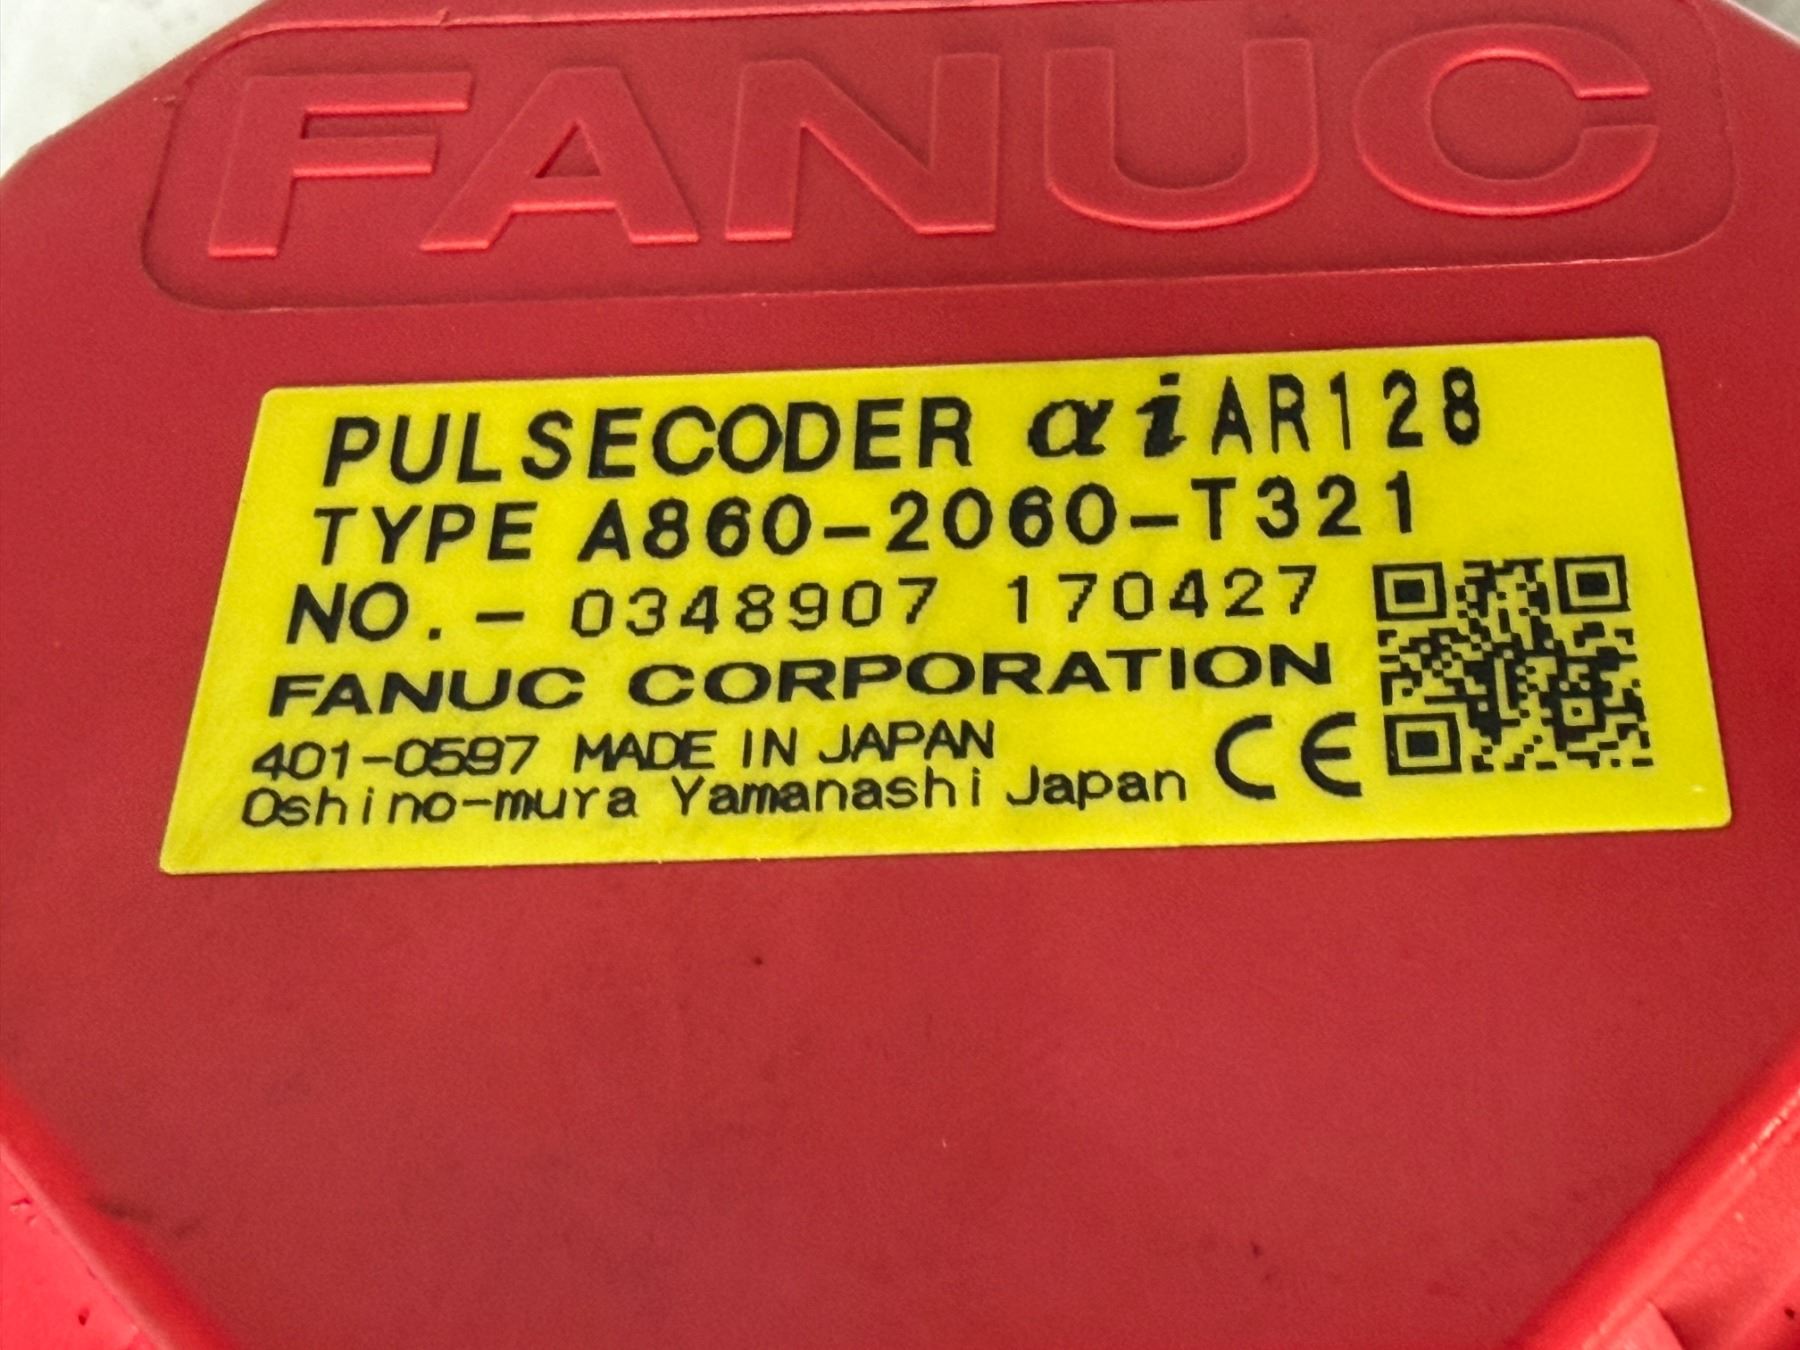 FANUC
PULSECODER αiAR128
TYPE A860-2060-T321
NO.- 0348907 170427
FANUC CORPORATION
401-0597 MADE IN JAPAN
Oshino-mura Yamanashi Japan CE